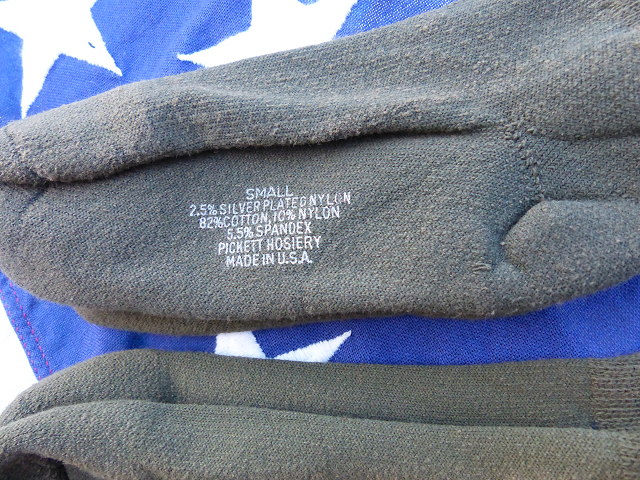 SMALL
2.5% SILVER PLATED NYLON
82% COTTON, 10% NYLON
5.5% SPANDEX
PICKETT HOSIERY
MADE IN U.S.A.